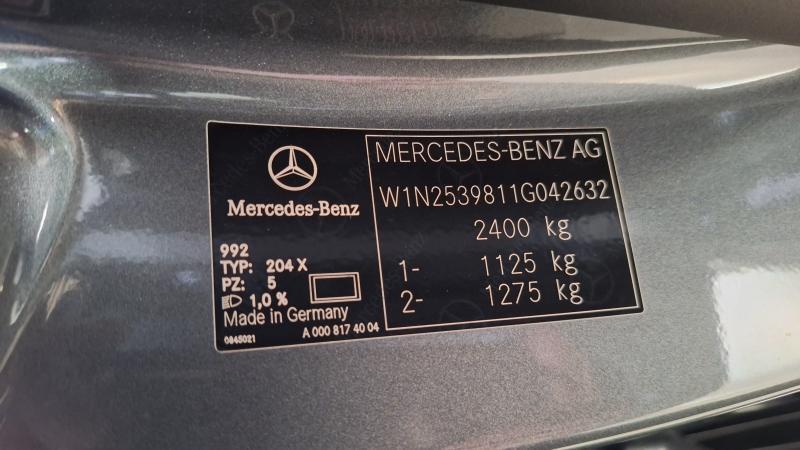 Mercedes-Benz
992
TYP: 204 X
PZ: 5
1,0 %
Made in Germany
0845021
A 000 817 40 04
MERCEDES-BENZ AG
W1N2539811G042632
2400 kg
1- 1125 kg
2- 1275 kg